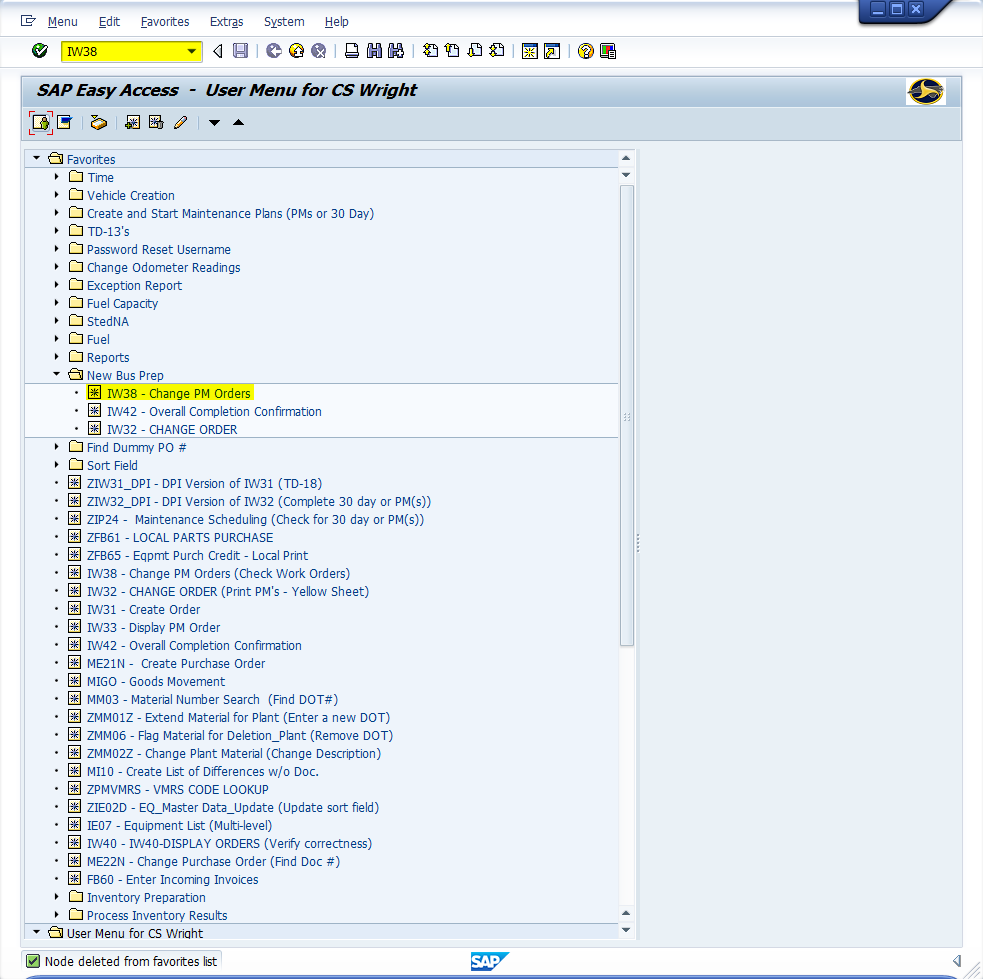 Menu Edit Favorites Extras System Help
IW38
SAP Easy Access - User Menu for CS Wright
Favorites
Time
Vehicle Creation
Create and Start Maintenance Plans (PMs or 30 Day)
TD-13's
Password Reset Username
Change Odometer Readings
Exception Report
Fuel Capacity
StedNA
Fuel
Reports
New Bus Prep
IW38 - Change PM Orders
IW42 - Overall Completion Confirmation
IW32 - CHANGE ORDER
Find Dummy PO #
Sort Field
ZIW31_DPI - DPI Version of IW31 (TD-18)
ZIW32_DPI - DPI Version of IW32 (Complete 30 day or PM(s))
ZIP24 - Maintenance Scheduling (Check for 30 day or PM(s))
ZFB61 - LOCAL PARTS PURCHASE
ZFB65 - Eqpmt Purch Credit - Local Print
IW38 - Change PM Orders (Check Work Orders)
IW32 - CHANGE ORDER (Print PM's - Yellow Sheet)
IW31 - Create Order
IW33 - Display PM Order
IW42 - Overall Completion Confirmation
ME21N - Create Purchase Order
MIGO - Goods Movement
MM03 - Material Number Search (Find DOT#)
ZMM01Z - Extend Material for Plant (Enter a new DOT)
ZMM06 - Flag Material for Deletion_Plant (Remove DOT)
ZMM02Z - Change Plant Material (Change Description)
MI10 - Create List of Differences w/o Doc.
ZPMVMRS - VMRS CODE LOOKUP
ZIE02D - EQ_Master Data_Update (Update sort field)
IE07 - Equipment List (Multi-level)
IW40 - IW40-DISPLAY ORDERS (Verify correctness)
ME22N - Change Purchase Order (Find Doc #)
FB60 - Enter Incoming Invoices
Inventory Preparation
Process Inventory Results
User Menu for CS Wright
Node deleted from favorites list
SAP